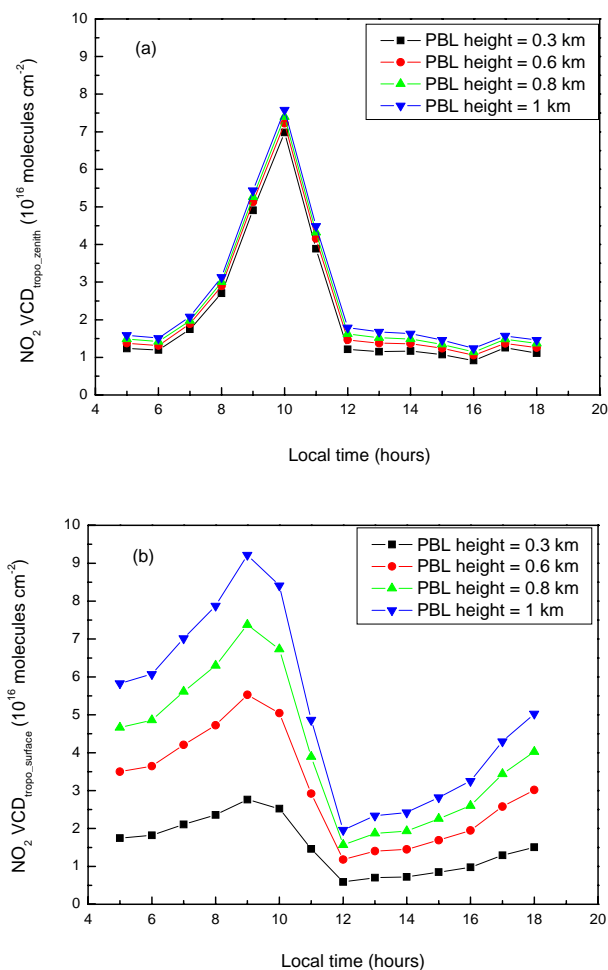 (a)
PBL height = 0.3 km
PBL height = 0.6 km
PBL height = 0.8 km
PBL height = 1 km
NO2 VCDtropo_zenith (10^16 molecules cm^-2)
10
9
8
7
6
5
4
3
2
1
0
4 6 8 10 12 14 16 18 20
Local time (hours)
(b)
PBL height = 0.3 km
PBL height = 0.6 km
PBL height = 0.8 km
PBL height = 1 km
NO2 VCDtropo_surface (10^16 molecules cm^-2)
10
9
8
7
6
5
4
3
2
1
0
4 6 8 10 12 14 16 18 20
Local time (hours)